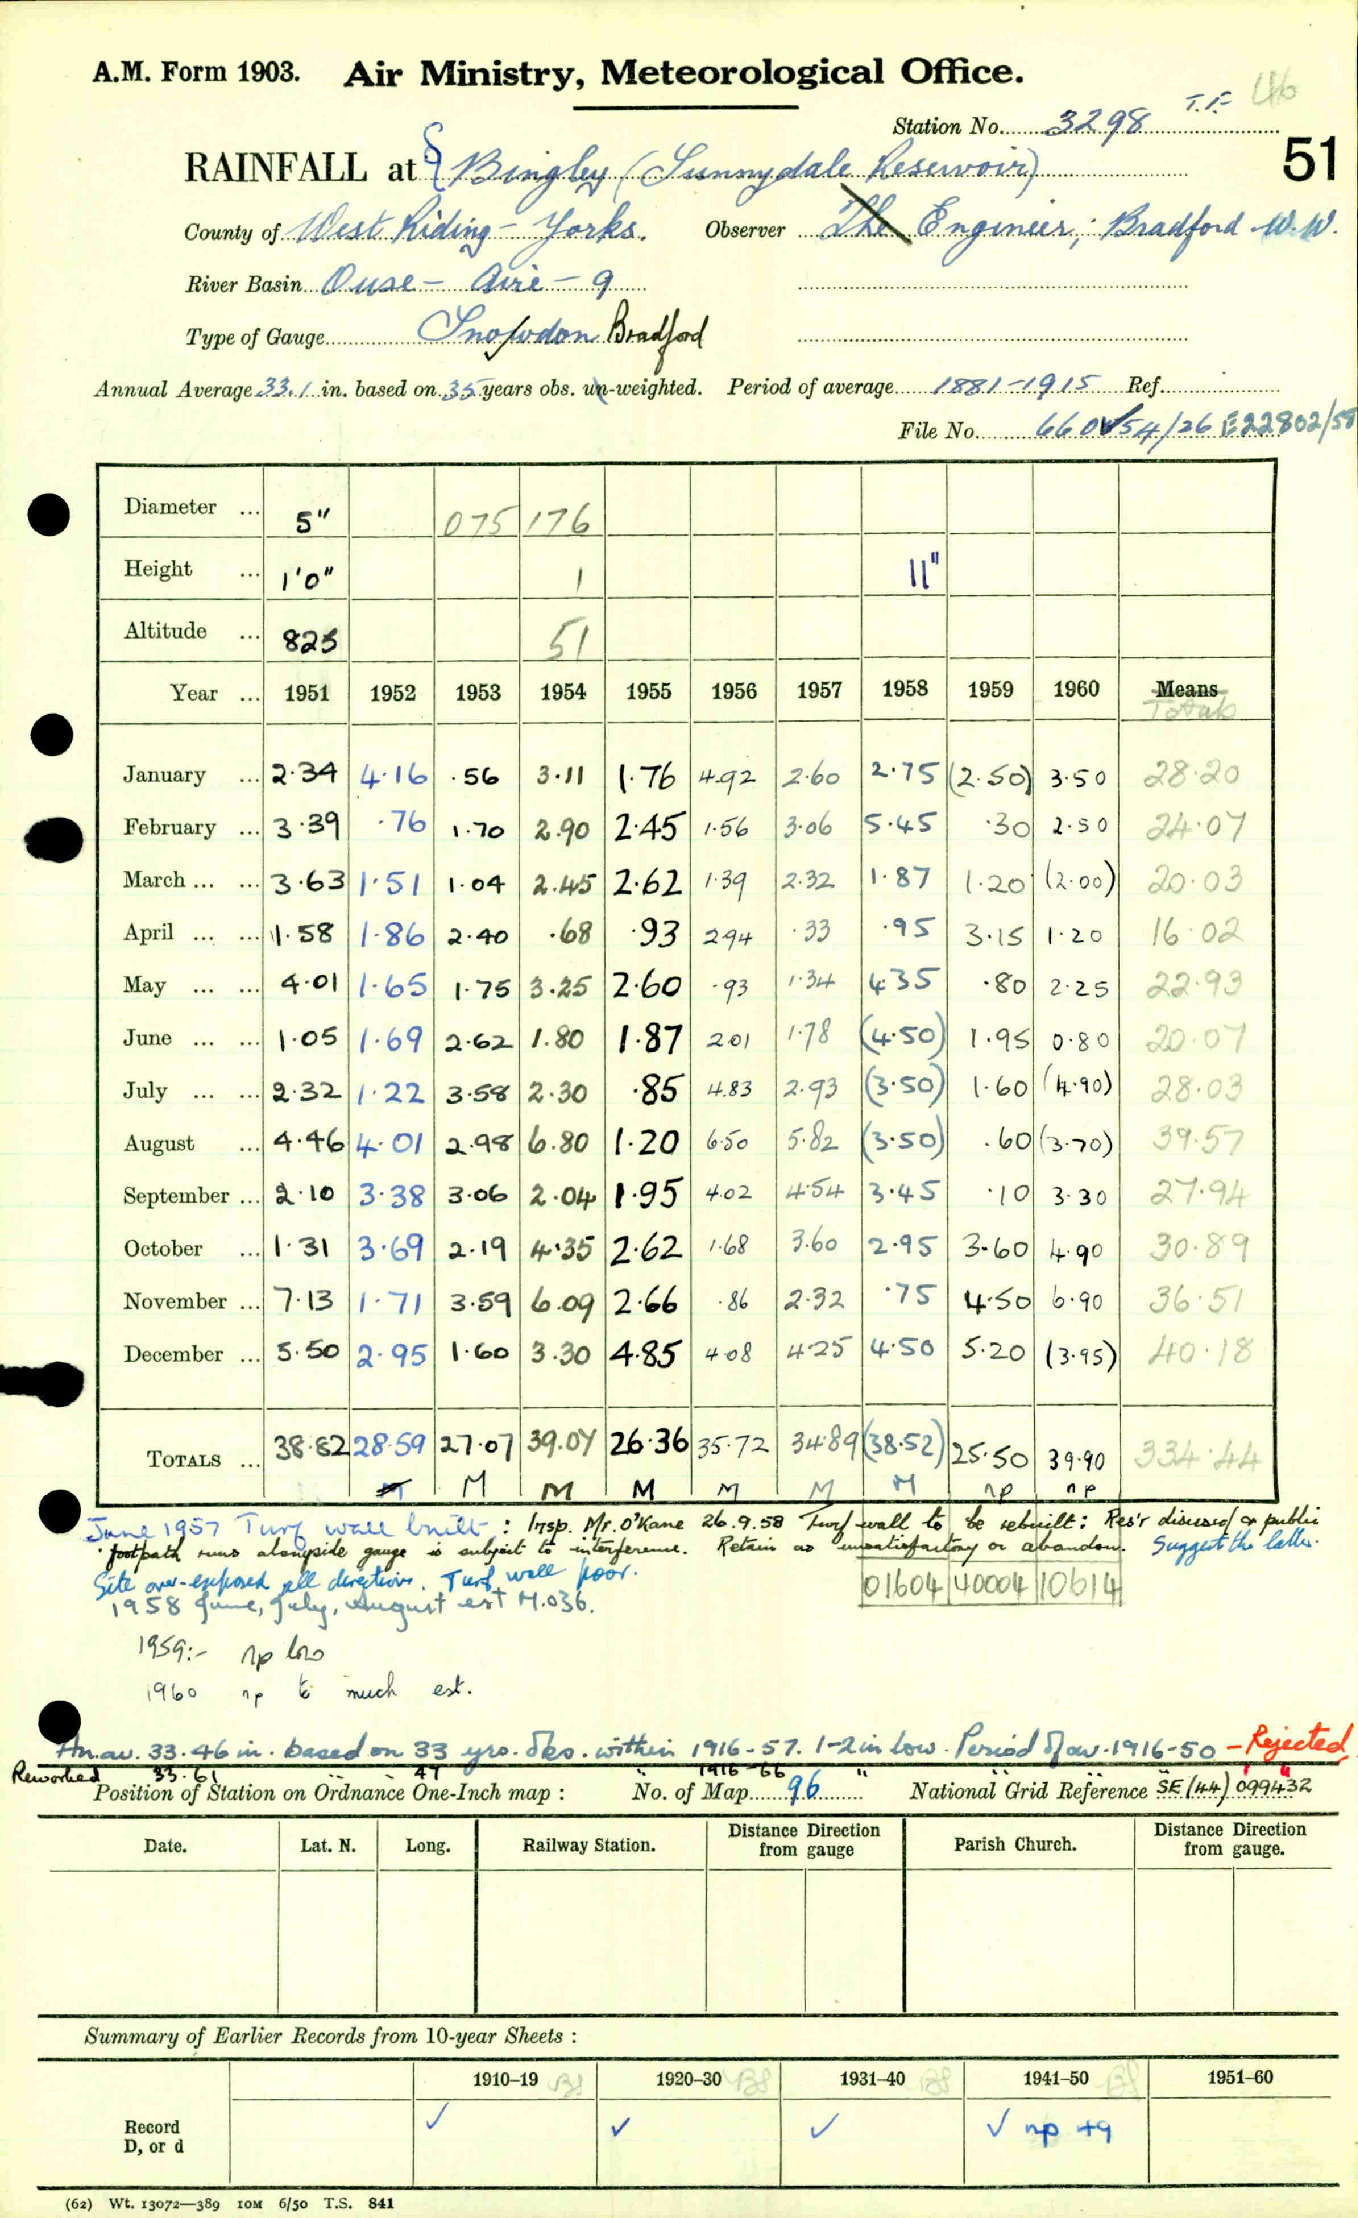 A.M. Form 1903. Air Ministry, Meteorological Office.
T.F. 46
Station No. 3298
51
RAINFALL at Bingley (Sunnydale Reservoir)
County of West Riding - Yorks. Observer The Engineer, Bradford W.W.
River Basin Ouse - Aire - 9
Type of Gauge Snowdon Bradford
Annual Average 33.1 in. based on 35 years obs. un-weighted. Period of average 1881-1915 Ref.
File No. 660454/26 E22802/58
Diameter ... 5" 075 176
Height ... 1'0" 1 11"
Altitude ... 825 51
Year ... 1951 1952 1953 1954 1955 1956 1957 1958 1959 1960 Means
Totals
January ... 2.34 4.16 .56 3.11 1.76 4.92 2.60 2.75 (2.50) 3.50 28.20
February ... 3.39 .76 1.70 2.90 2.45 1.56 3.06 5.45 .30 2.50 24.07
March ... ... 3.63 1.51 1.04 2.45 2.62 1.39 2.32 1.87 1.20 (2.00) 20.03
April ... ... 1.58 1.86 2.40 .68 .93 2.94 .33 .95 3.15 1.20 16.02
May ... ... 4.01 1.65 1.75 3.25 2.60 .93 1.34 4.35 .80 2.25 22.93
June ... ... 1.05 1.69 2.62 1.80 1.87 2.01 1.78 (4.50) 1.95 0.80 20.07
July ... ... 2.32 1.22 3.58 2.30 .85 4.83 2.93 (3.50) 1.60 (4.90) 28.03
August ... 4.46 4.01 2.98 6.80 1.20 6.50 5.82 (3.50) .60 (3.70) 39.57
September ... 2.10 3.38 3.06 2.04 1.95 4.02 4.54 3.45 .10 3.30 27.94
October ... 1.31 3.69 2.19 4.35 2.62 1.68 3.60 2.95 3.60 4.90 30.89
November ... 7.13 1.71 3.59 6.09 2.66 .86 2.32 .75 4.50 6.90 36.51
December ... 5.50 2.95 1.60 3.30 4.85 4.08 4.25 4.50 5.20 (3.95) 40.18
TOTALS ... 38.82 28.59 27.07 39.07 26.36 35.72 34.89 (38.52) 25.50 39.90 334.44
M M M M M M np np
June 1957 Turf wall built : Insp. Mr. O'Kane 26.9.58 Turf wall to be rebuilt: Res'r disused & public
footpath runs alongside gauge is subject to interference. Retain as unsatisfactory or abandon. Suggest the latter.
Site over-exposed all directions. Turf wall poor.
01604 40004 10614
1958 June, July, August est M.036.
1959:- np low
1960 np to much est.
An. av. 33.46 in. based on 33 yrs. obs. within 1916-57. 1-2 in low. Period of av. 1916-50 - Rejected
Reworked 33.61 " 47 " 1916-66 " " "
Position of Station on Ordnance One-Inch map : No. of Map 96 National Grid Reference SE (44) 099432
Date. Lat. N. Long. Railway Station. Distance Direction from gauge Parish Church. Distance Direction from gauge.
Summary of Earlier Records from 10-year Sheets :
1910–19 1920–30 1931–40 1941–50 1951–60
Record
D, or d ✓ ✓ ✓ ✓ np 49
(62) Wt. 13072—389 10M 6/50 T.S. 841